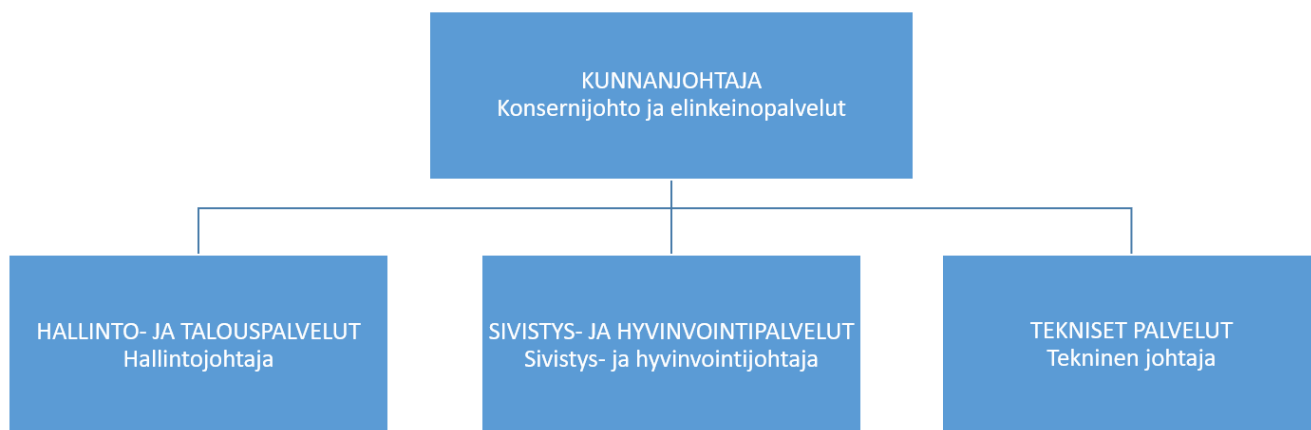 KUNNANJOHTAJA
Konsernijohto ja elinkeinopalvelut
HALLINTO- JA TALOUSPALVELUT
Hallintojohtaja
SIVISTYS- JA HYVINVOINTIPALVELUT
Sivistys- ja hyvinvointijohtaja
TEKNISET PALVELUT
Tekninen johtaja